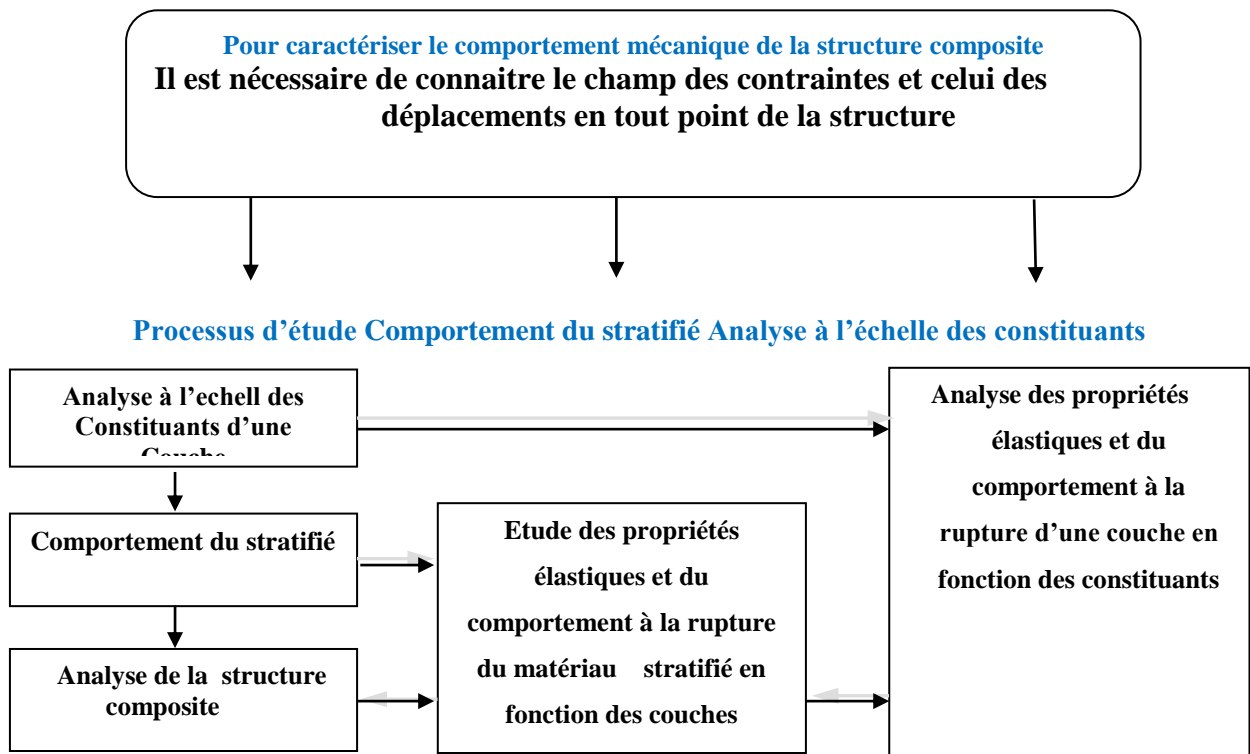 Pour caractériser le comportement mécanique de la structure composite
Il est nécessaire de connaitre le champ des contraintes et celui des
déplacements en tout point de la structure
Processus d’étude Comportement du stratifié Analyse à l’échelle des constituants
Analyse à l’echell des
Constituants d’une
Couche
Comportement du stratifié
Analyse de la structure
composite
Etude des propriétés
élastiques et du
comportement à la rupture
du matériau stratifié en
fonction des couches
Analyse des propriétés
élastiques et du
comportement à la
rupture d’une couche en
fonction des constituants